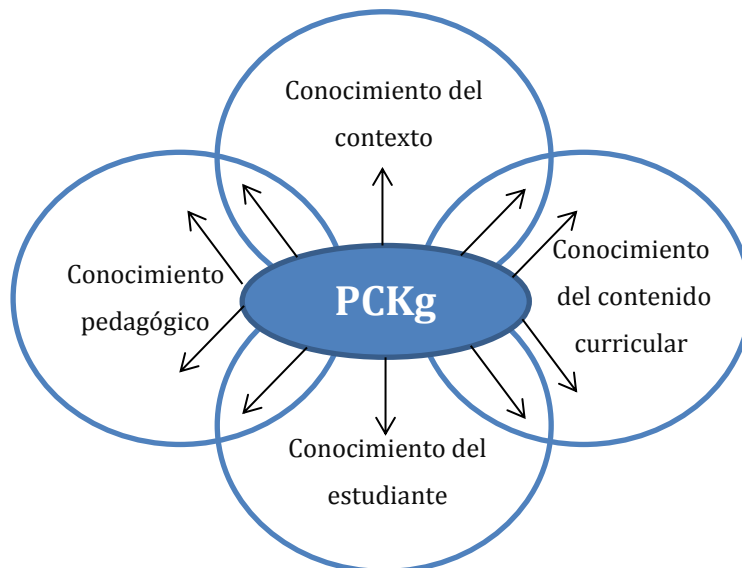 Conocimiento del
contexto
Conocimiento
pedagógico
PCKg
Conocimiento
del contenido
curricular
Conocimiento del
estudiante